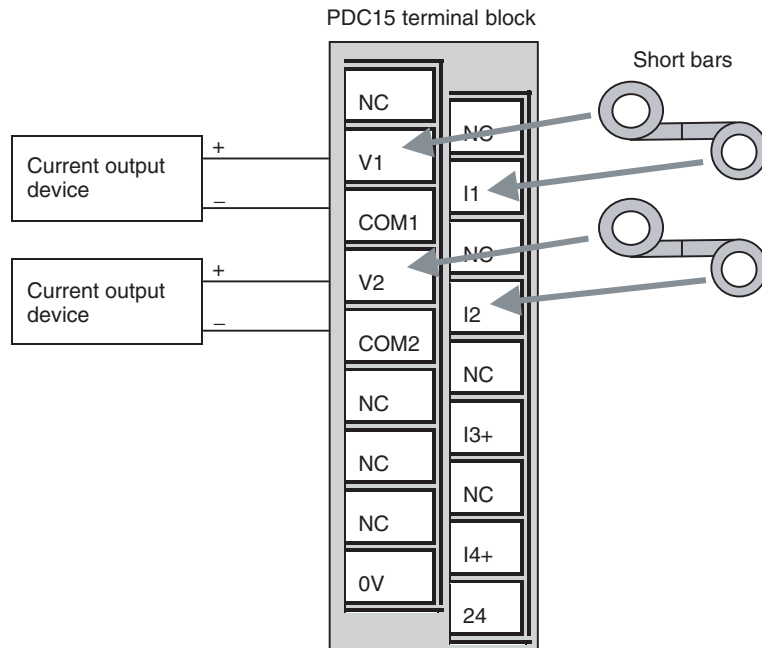 PDC15 terminal block
Short bars
Current output
device
+
−
Current output
device
+
−
NC
V1
COM1
V2
COM2
NC
NC
NC
0V
NC
I1
NC
I2
NC
I3+
NC
I4+
24